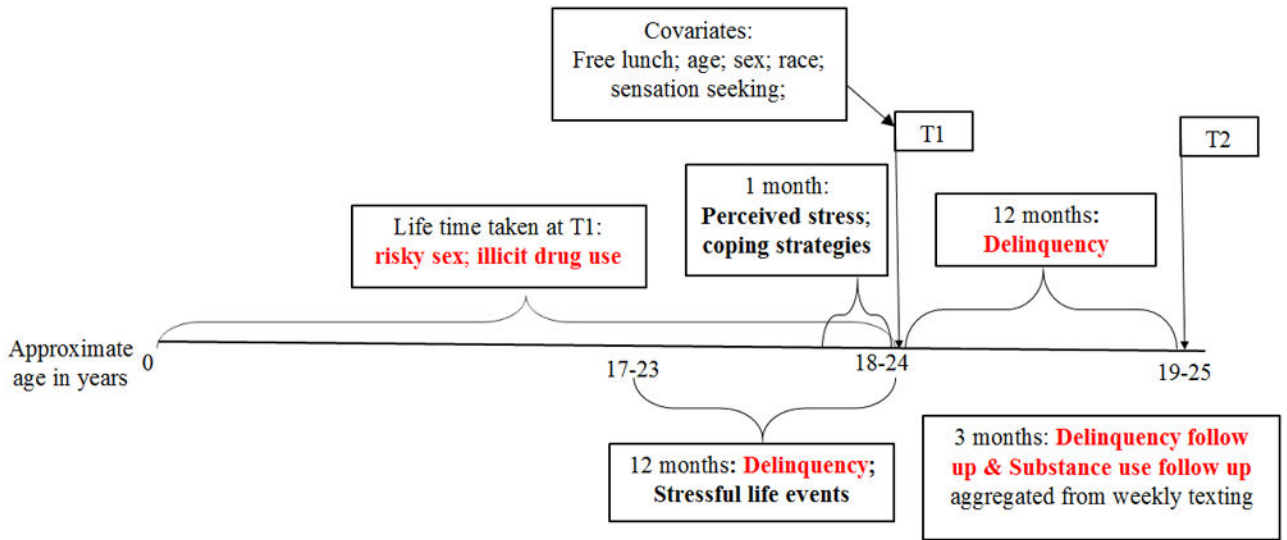 Covariates:
Free lunch; age; sex; race;
sensation seeking;
T1
T2
1 month:
Perceived stress;
coping strategies
12 months:
Delinquency
Life time taken at T1:
risky sex; illicit drug use
Approximate
age in years
0
17-23
18-24
19-25
12 months: Delinquency;
Stressful life events
3 months: Delinquency follow
up & Substance use follow up
aggregated from weekly texting